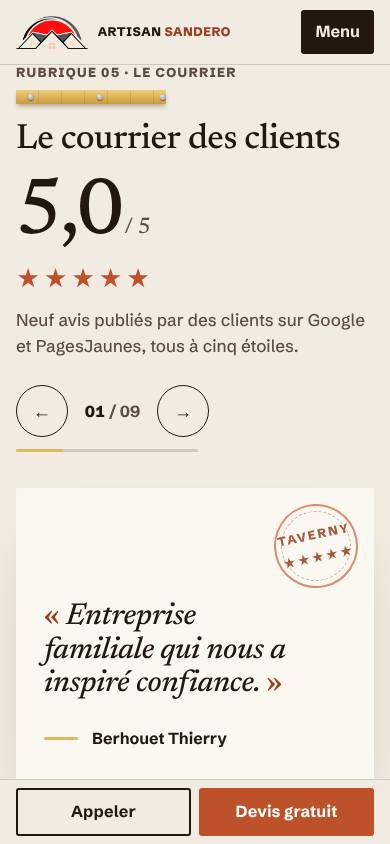 ARTISAN SANDERO
Menu
RUBRIQUE 05 · LE COURRIER
Le courrier des clients
5,0 / 5
★★★★★
Neuf avis publiés par des clients sur Google
et PagesJaunes, tous à cinq étoiles.
← 01 / 09 →
TAVERNY
★★★★★
« Entreprise
familiale qui nous a
inspiré confiance. »
Berhouet Thierry
Appeler
Devis gratuit